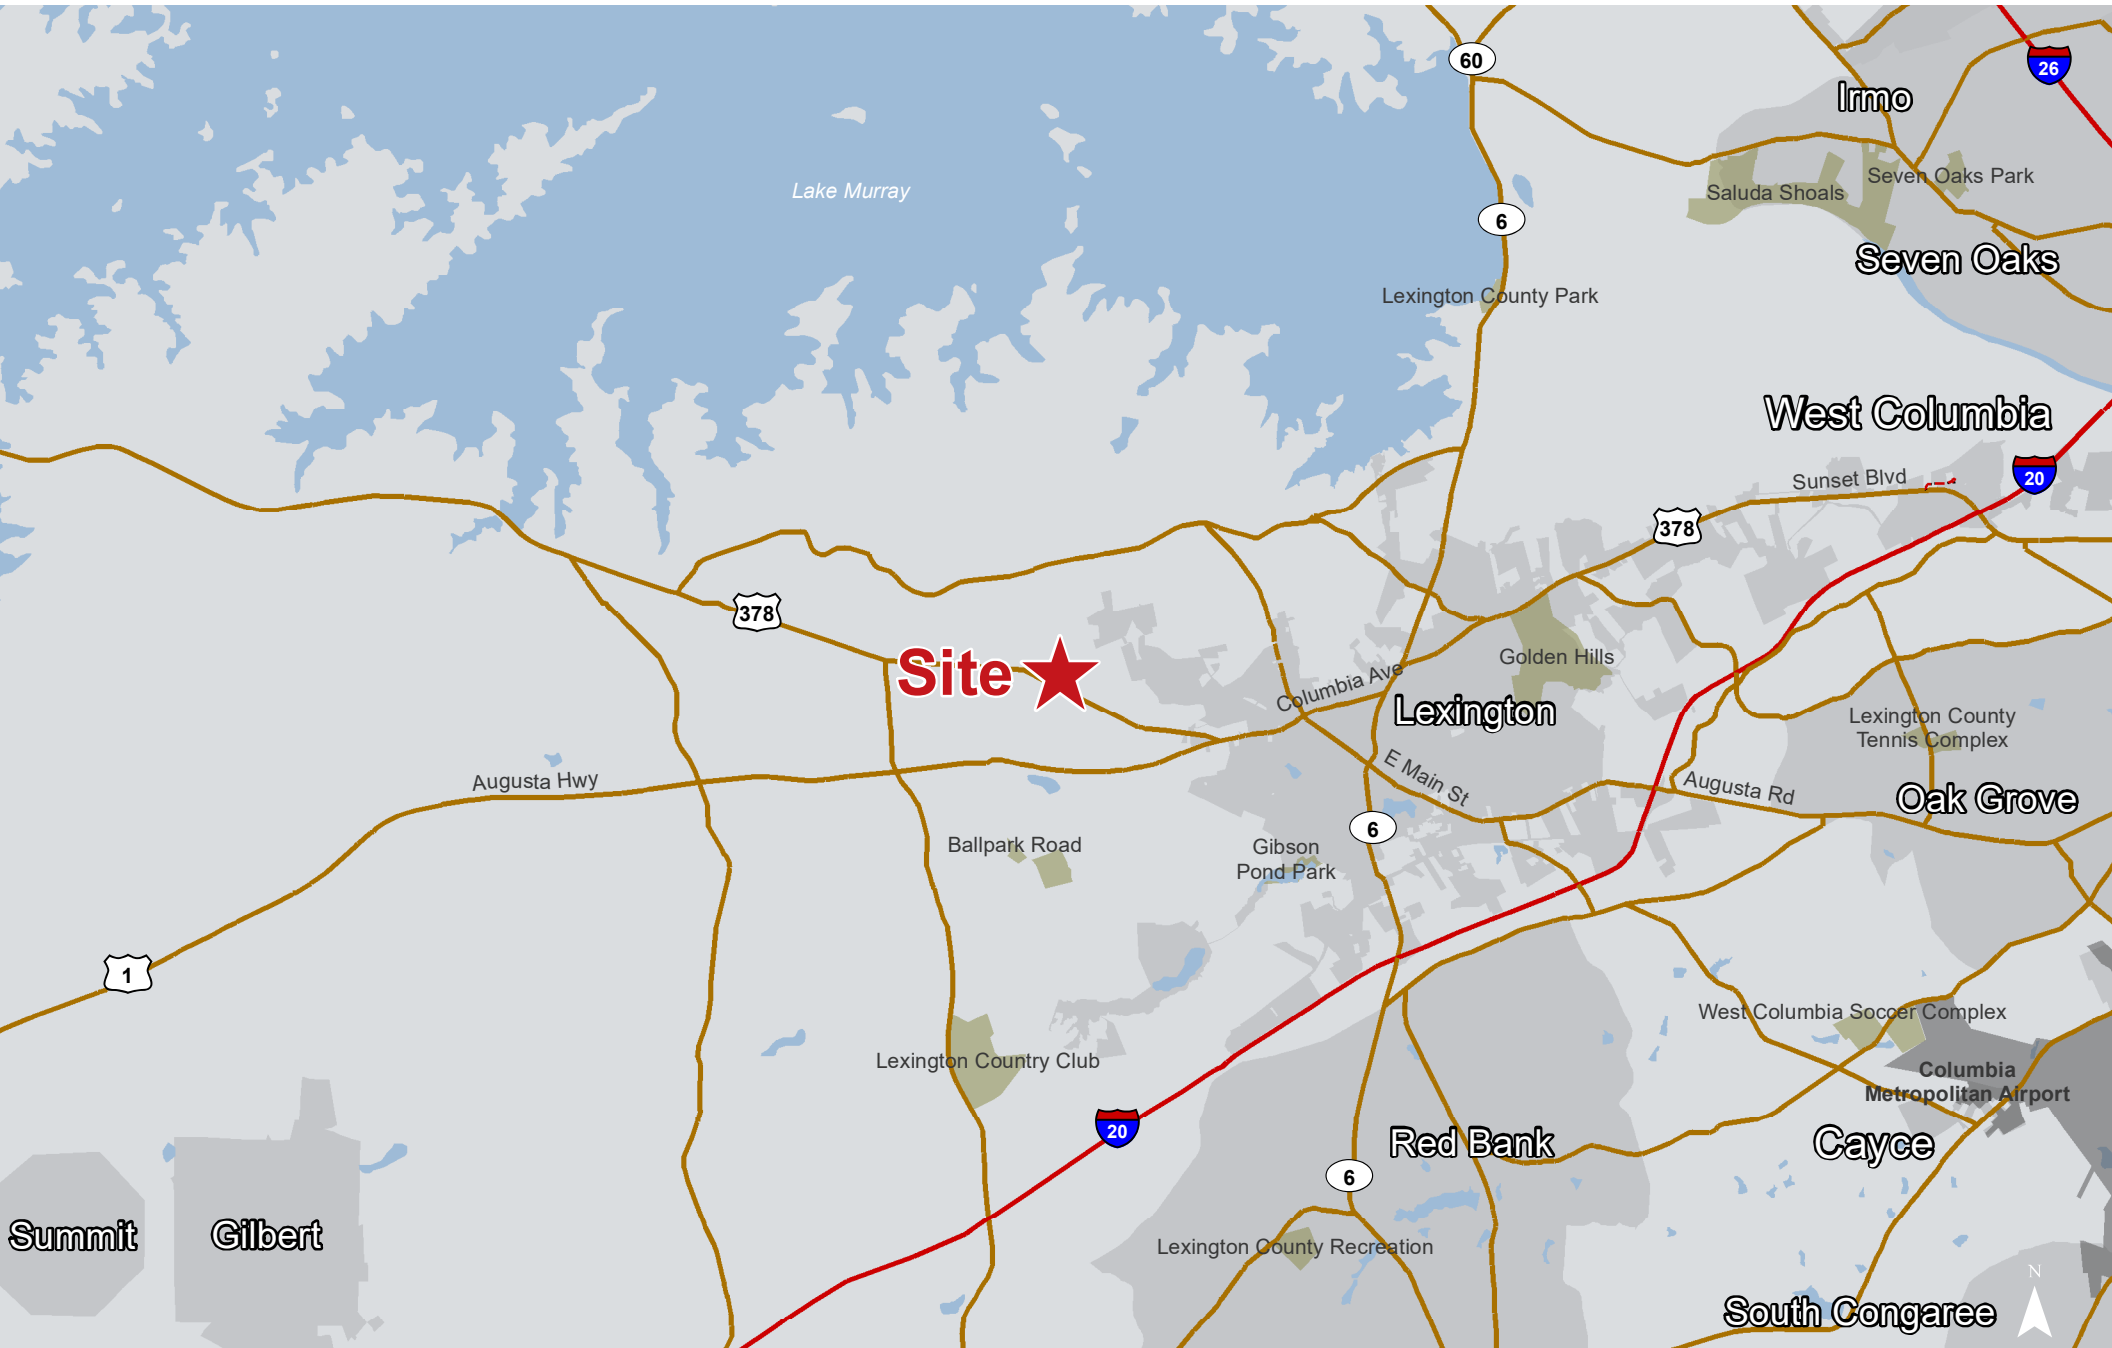 60
26
Irmo
Lake Murray
Saluda Shoals
Seven Oaks Park
6
Seven Oaks
Lexington County Park
West Columbia
Sunset Blvd
20
378
378
Site
Golden Hills
Columbia Ave
Lexington
Lexington County
Tennis Complex
Augusta Hwy
E Main St
Augusta Rd
Oak Grove
6
Ballpark Road
Gibson
Pond Park
1
West Columbia Soccer Complex
Lexington Country Club
Columbia
Metropolitan Airport
20
Red Bank
Cayce
6
Summit
Gilbert
Lexington County Recreation
N
South Congaree